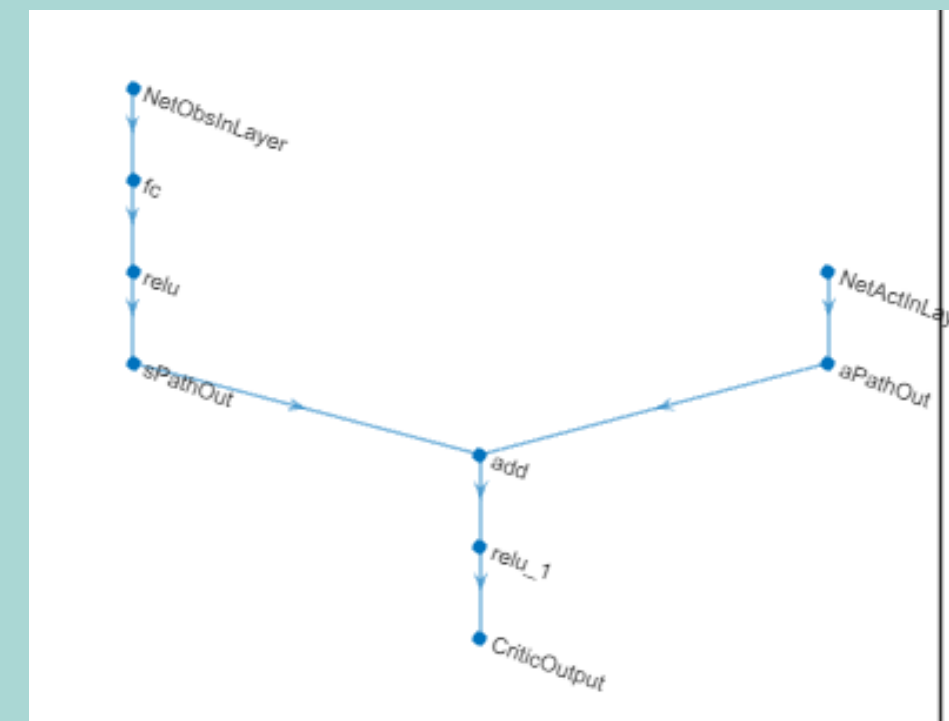 NetObsInLayer
fc
relu
NetActInLay
sPathOut
aPathOut
add
relu_1
CriticOutput